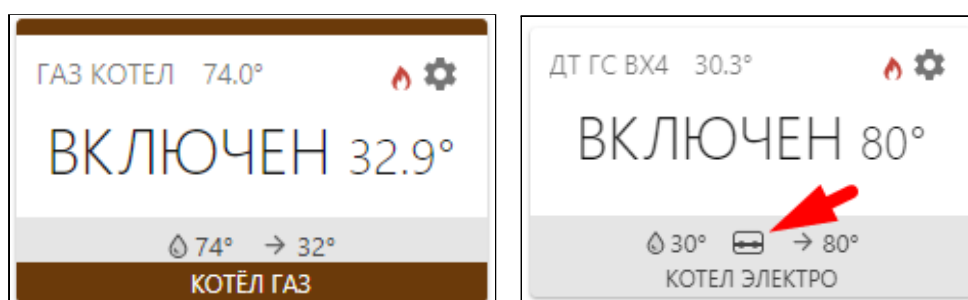 ГАЗ КОТЕЛ 74.0°
ВКЛЮЧЕН 32.9°
74° → 32°
КОТЁЛ ГАЗ
ДТ ГС ВХ4 30.3°
ВКЛЮЧЕН 80°
30° → 80°
КОТЕЛ ЭЛЕКТРО